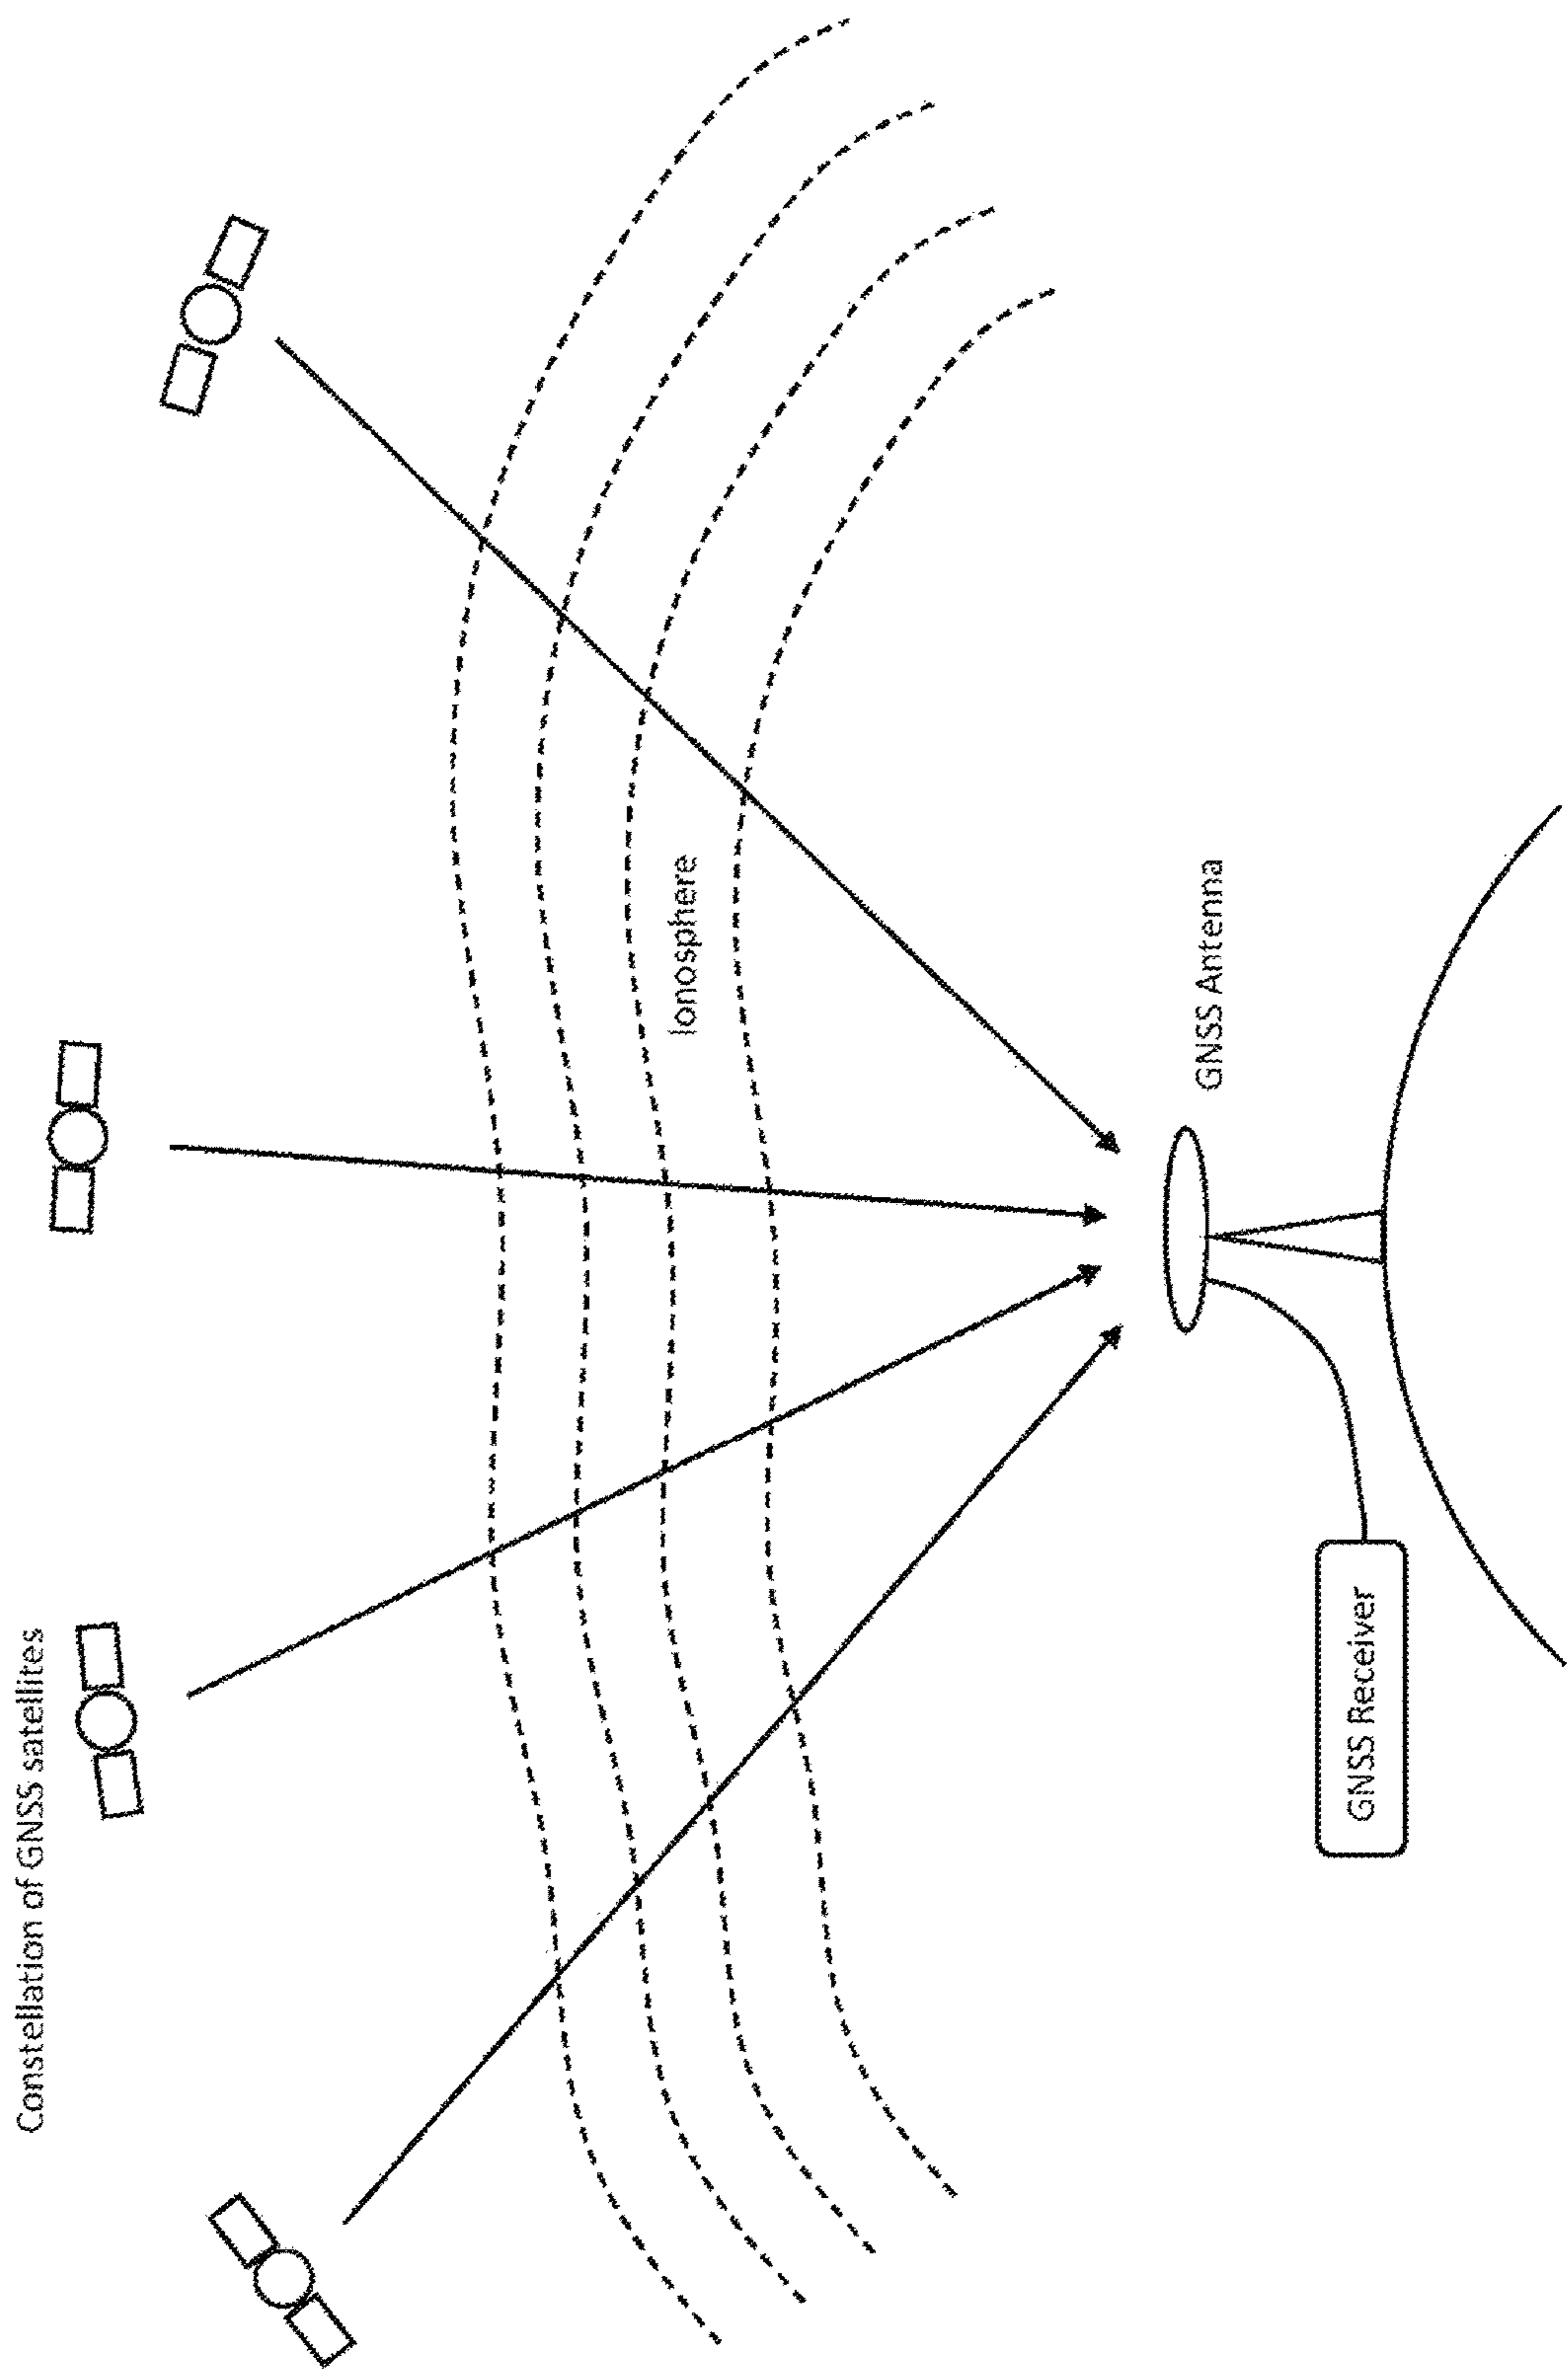 Constellation of GNSS satellites
Ionosphere
GNSS Antenna
GNSS Receiver